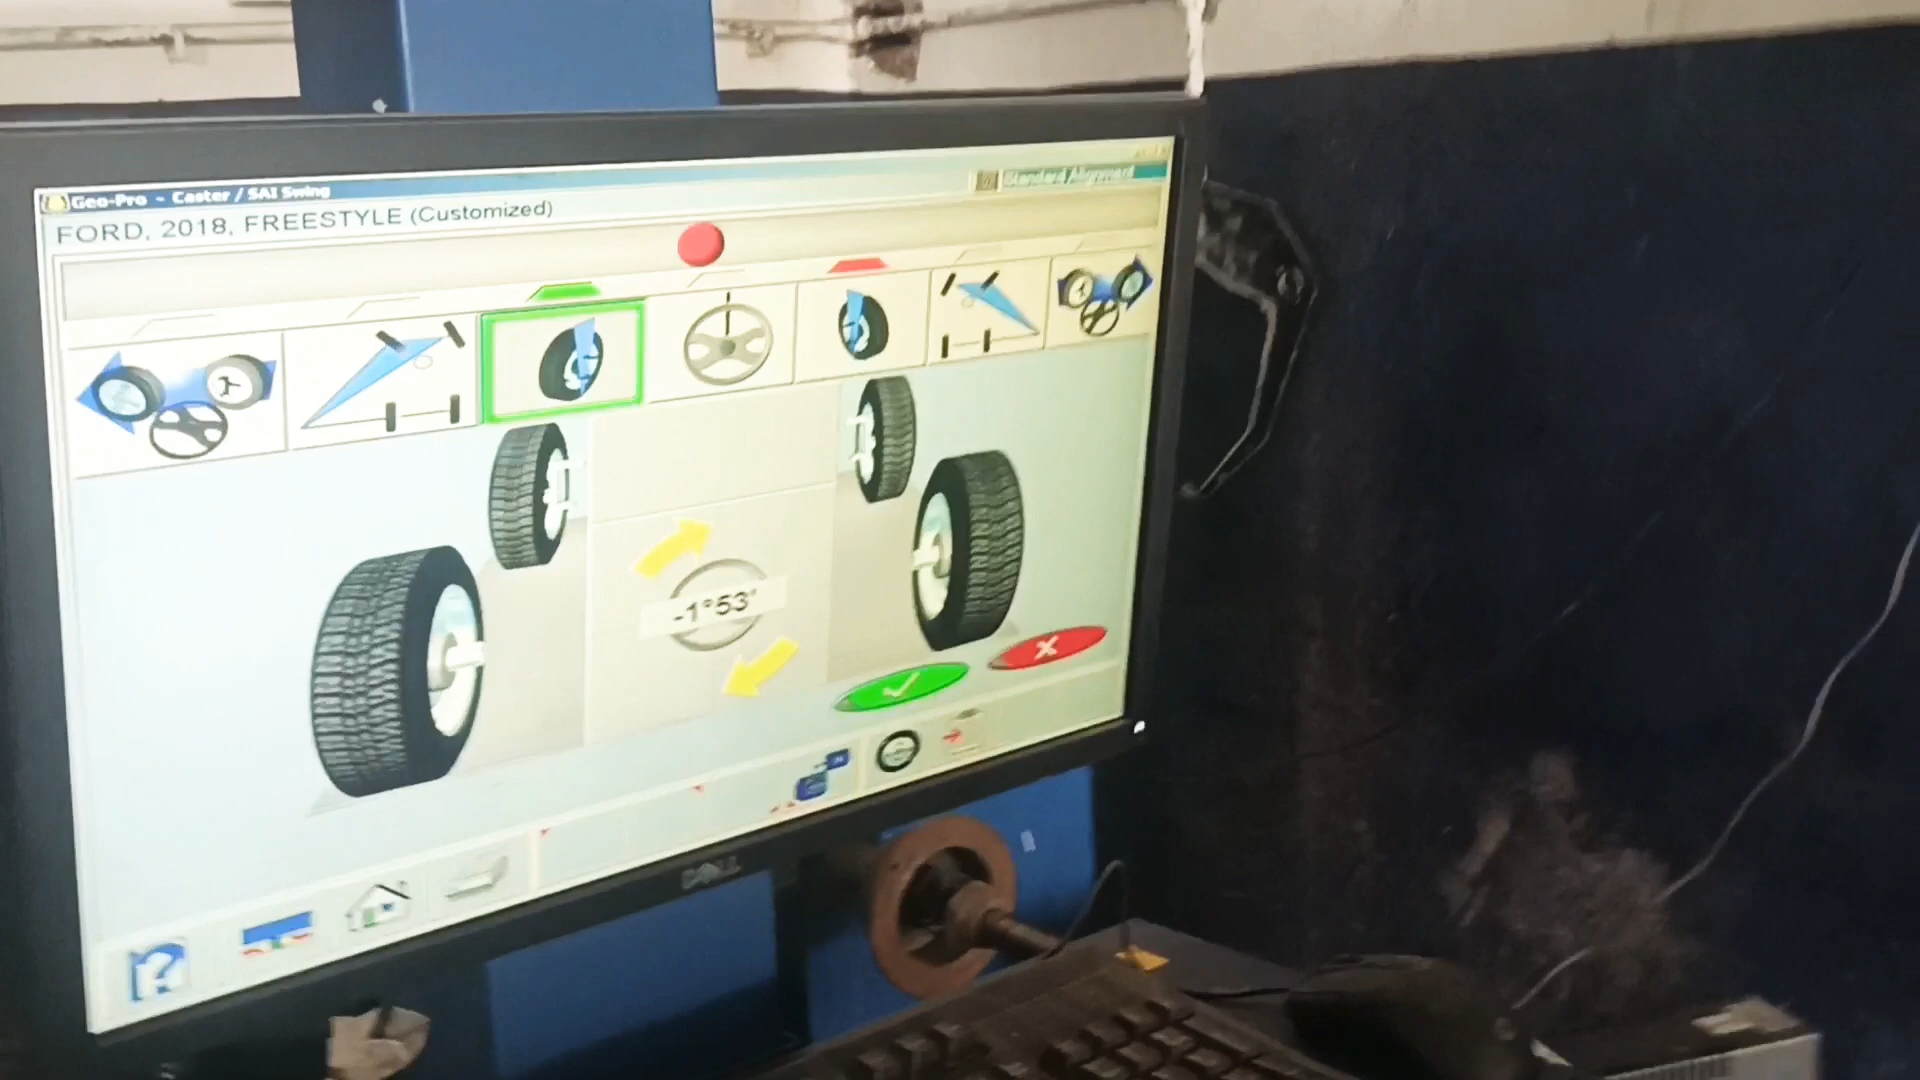 Geo-Pro - Caster / SAI Swing
Standard Alignment
FORD, 2018, FREESTYLE (Customized)
-1°53'
DELL